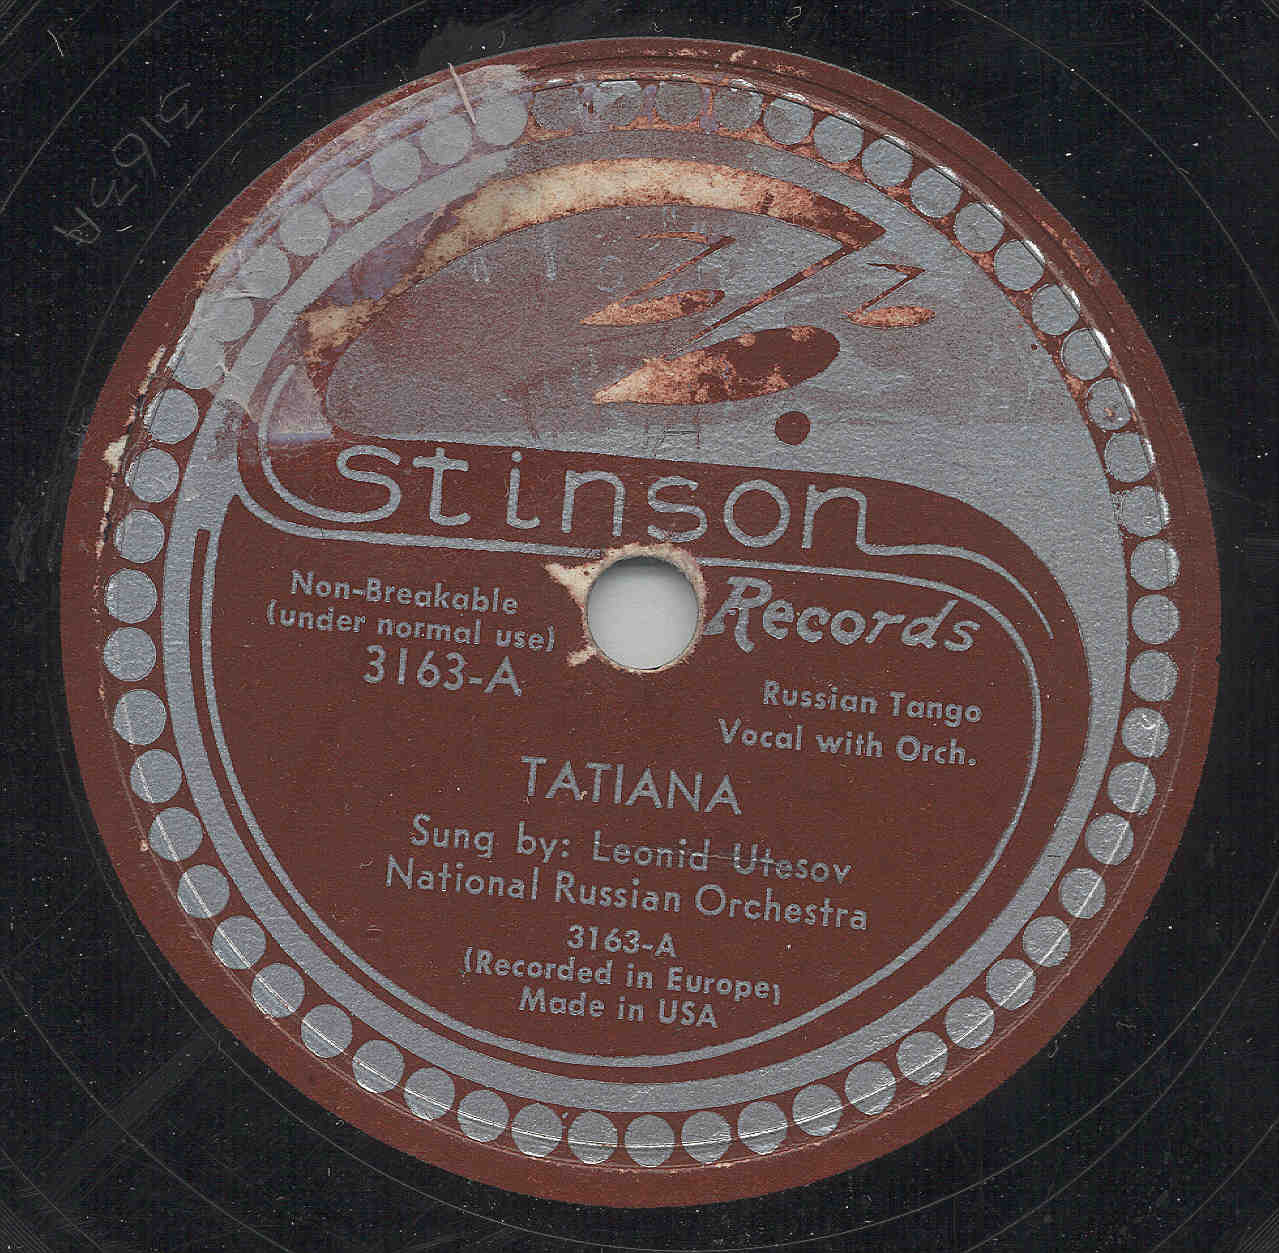 3163A
Stinson
Records
Non-Breakable
(under normal use)
3163-A
Russian Tango
Vocal with Orch.
TATIANA
Sung by: Leonid Utesov
National Russian Orchestra
3163-A
(Recorded in Europe)
Made in USA